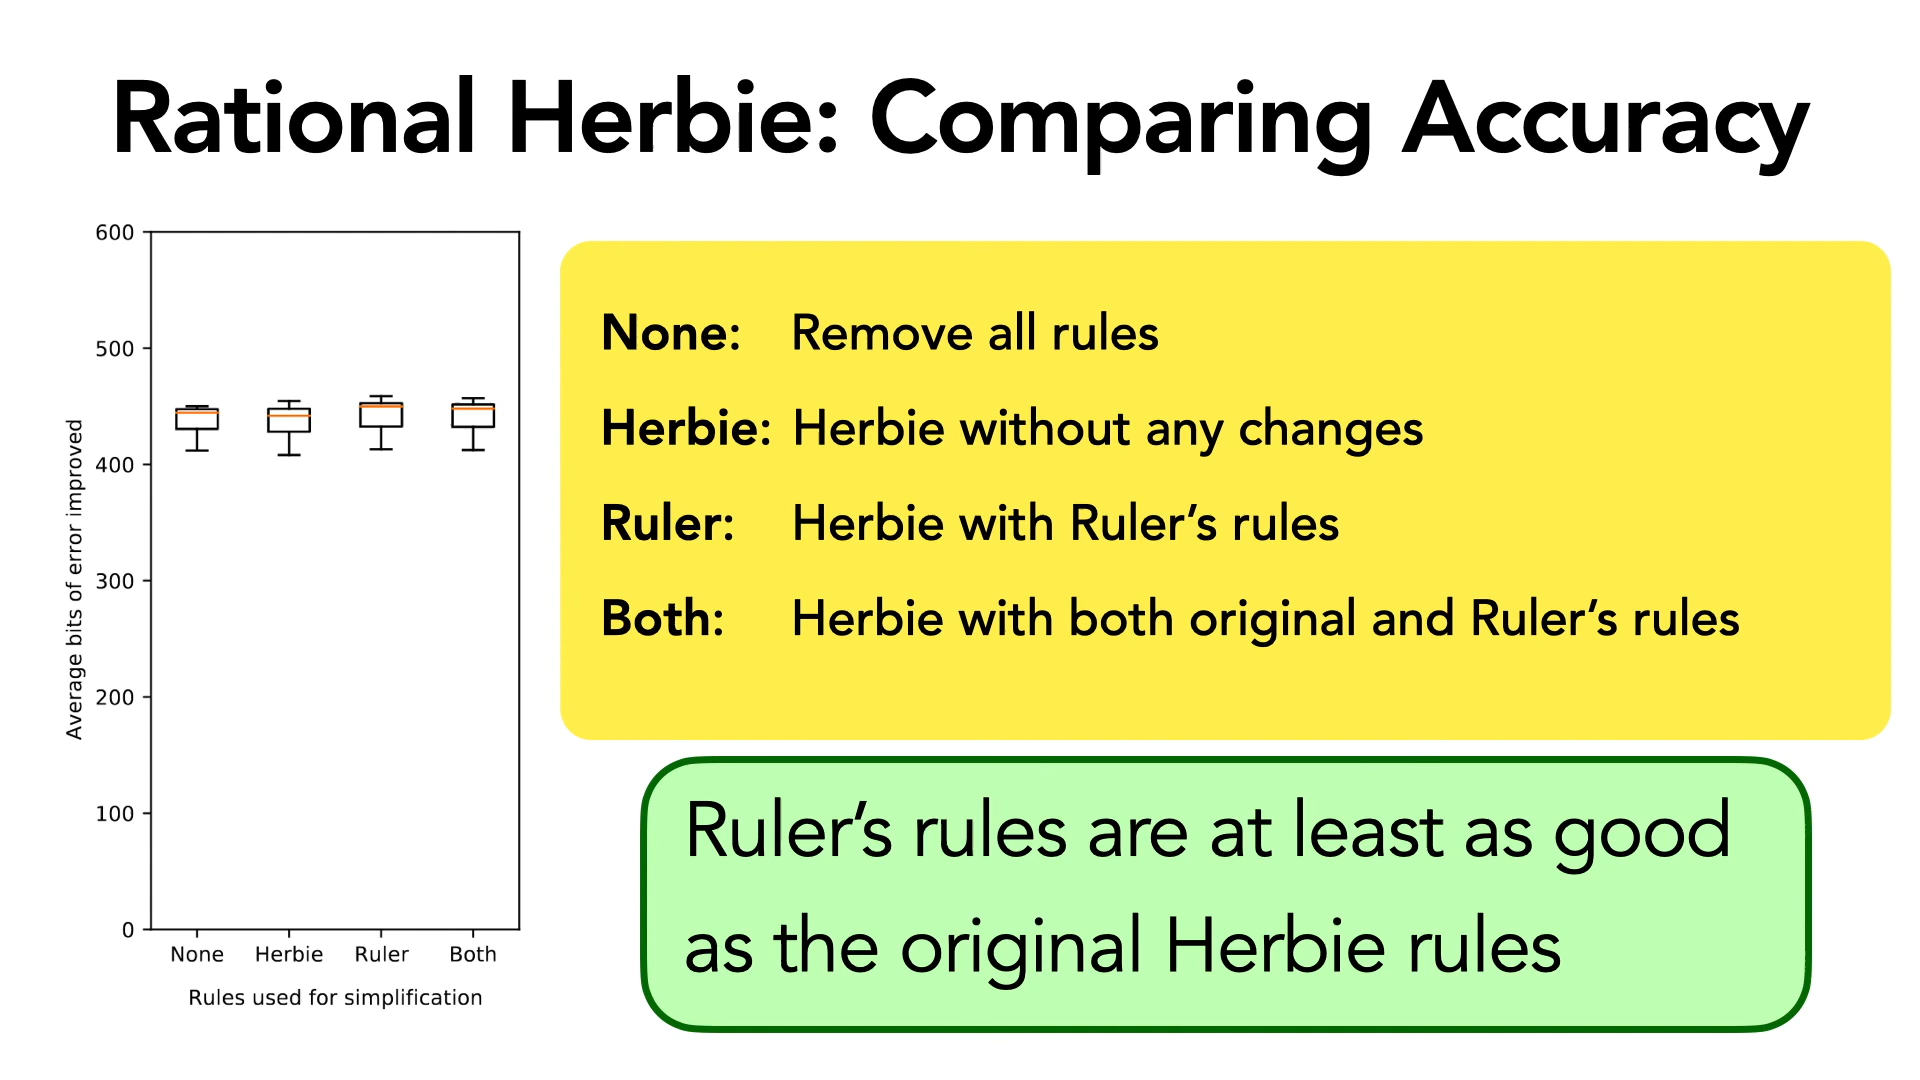 Rational Herbie: Comparing Accuracy
600
500
400
300
200
100
0
Average bits of error improved
None Herbie Ruler Both
Rules used for simplification
None: Remove all rules
Herbie: Herbie without any changes
Ruler: Herbie with Ruler’s rules
Both: Herbie with both original and Ruler’s rules
Ruler’s rules are at least as good
as the original Herbie rules